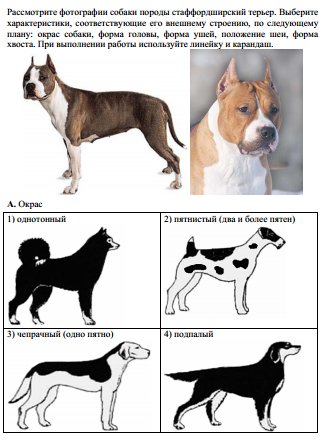 Рассмотрите фотографии собаки породы стаффордширский терьер. Выберите
характеристики, соответствующие его внешнему строению, по следующему
плану: окрас собаки, форма головы, форма ушей, положение шеи, форма
хвоста. При выполнении работы используйте линейку и карандаш.
А. Окрас
1) однотонный
2) пятнистый (два и более пятен)
3) чепрачный (одно пятно)
4) подпалый